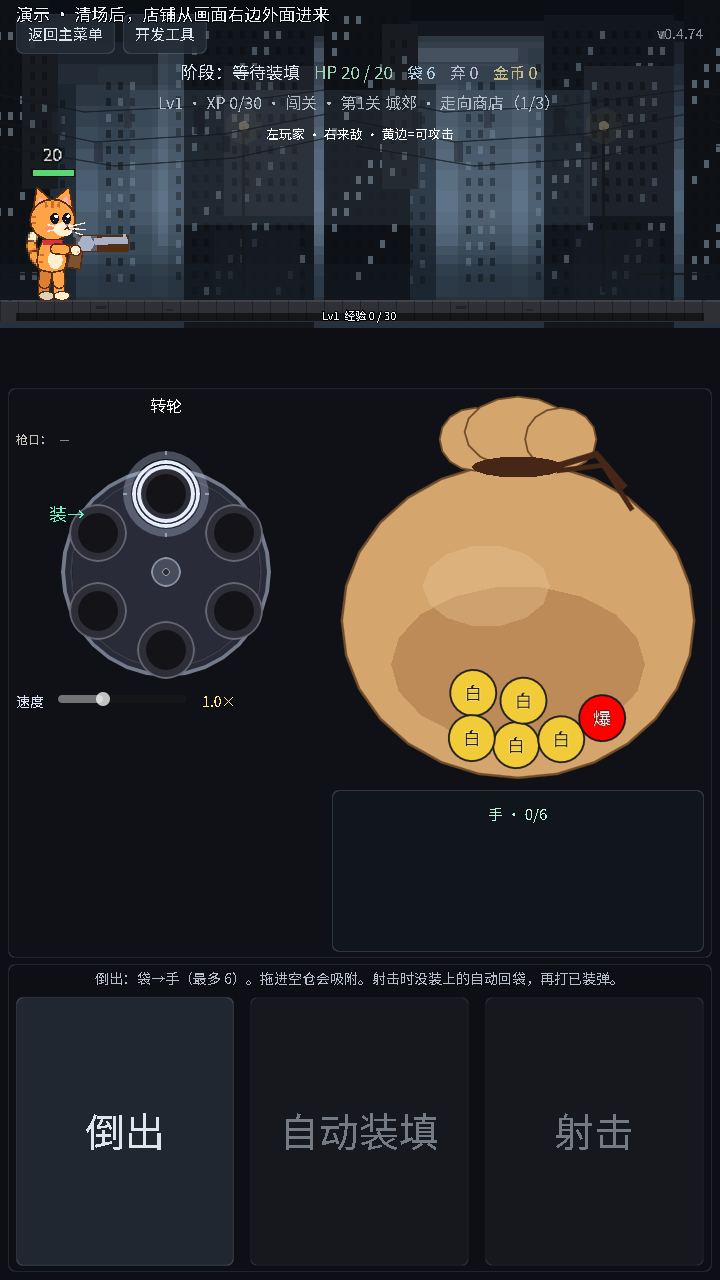 演示 · 清场后，店铺从画面右边外面进来
返回主菜单 开发工具 v0.4.74
阶段：等待装填 HP 20 / 20 袋 6 弃 0 金币 0
Lv1 · XP 0/30 · 闯关 · 第1关 城郊 · 走向商店（1/3）
左玩家 · 右来敌 · 黄边=可攻击
20
Lv1 经验 0 / 30
转轮
枪口： —
装→
速度 1.0×
白 白 爆
白 白 白
手 · 0/6
倒出：袋→手（最多 6）。拖进空仓会吸附。射击时没装上的自动回袋，再打已装弹。
倒出 自动装填 射击